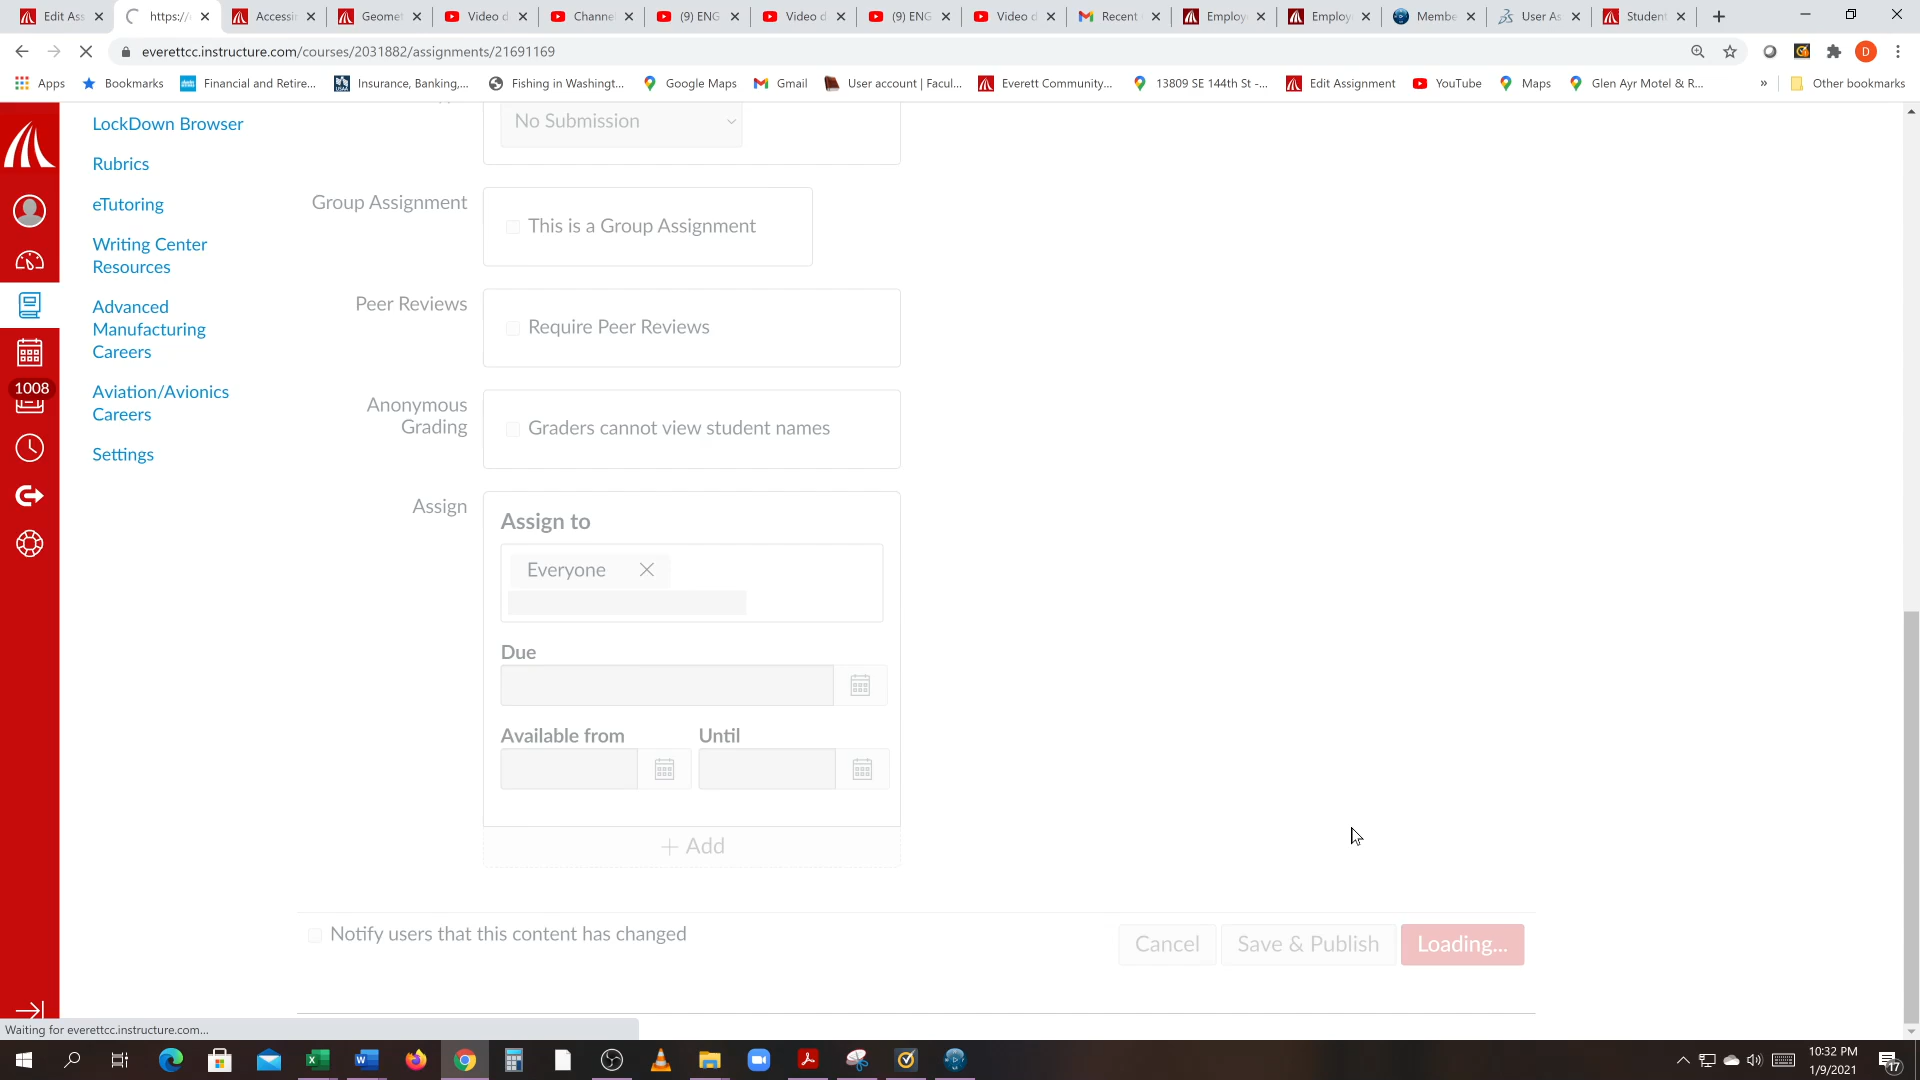 Edit Ass
https://
Accessin
Geomet
Video d
Channe
(9) ENG
Video d
(9) ENG
Video d
Recent
Employ
Employ
Membe
User As
Student
everettcc.instructure.com/courses/2031882/assignments/21691169
D
Apps
Bookmarks
Financial and Retire...
Insurance, Banking,...
Fishing in Washingt...
Google Maps
Gmail
User account | Facul...
Everett Community...
13809 SE 144th St -...
Edit Assignment
YouTube
Maps
Glen Ayr Motel & R...
»
Other bookmarks
LockDown Browser
Rubrics
eTutoring
Writing Center
Resources
Advanced
Manufacturing
Careers
Aviation/Avionics
Careers
Settings
1008
No Submission
Group Assignment
This is a Group Assignment
Peer Reviews
Require Peer Reviews
Anonymous
Grading
Graders cannot view student names
Assign
Assign to
Everyone
Due
Available from
Until
+ Add
Notify users that this content has changed
Cancel
Save & Publish
Loading...
Waiting for everettcc.instructure.com...
10:32 PM
1/9/2021
17